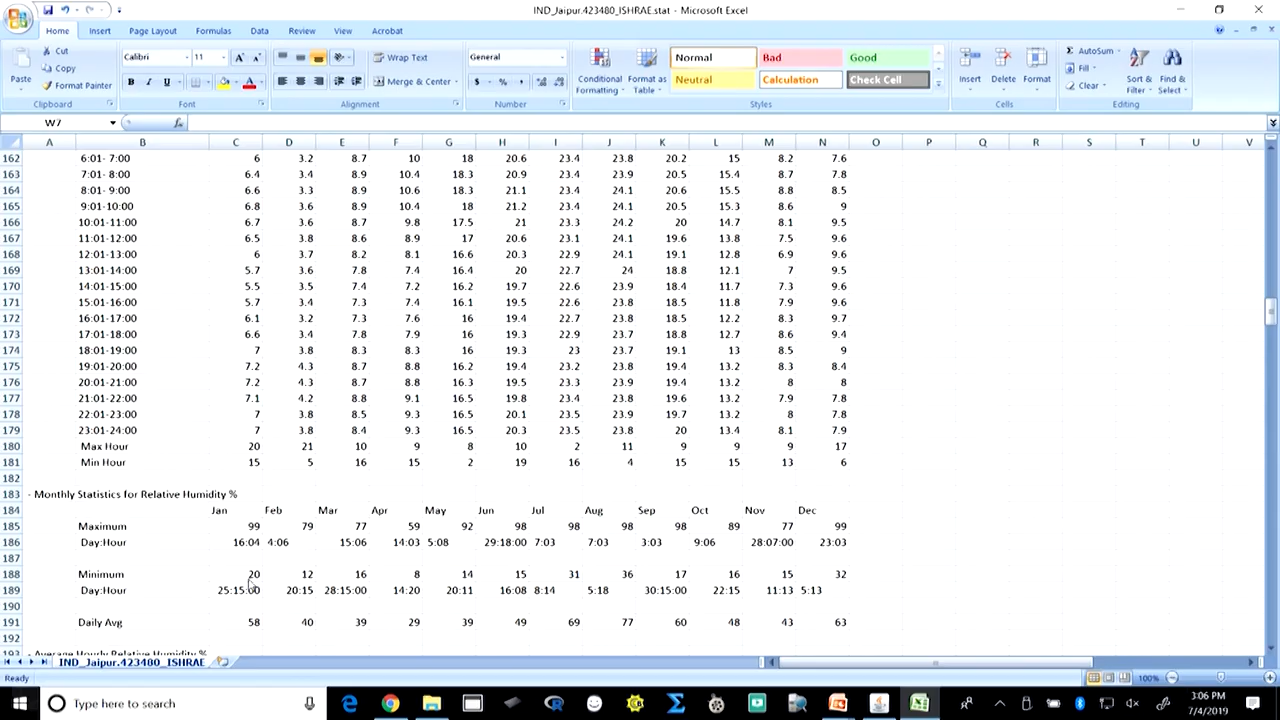 IND_Jaipur.423480_ISHRAE.stat - Microsoft Excel
Home Insert Page Layout Formulas Data Review View Acrobat
Paste
Cut
Copy
Format Painter
Clipboard
Calibri 11
B I U
Font
Wrap Text
Merge & Center
Alignment
General
$ % ,
Number
Conditional Formatting
Format as Table
Normal Bad Good
Neutral Calculation Check Cell
Styles
Insert Delete Format
Cells
AutoSum
Fill
Clear
Sort & Filter
Find & Select
Editing
W7 fx
A B C D E F G H I J K L M N O P Q R S T U V
162 6:01- 7:00 6 3.2 8.7 10 18 20.6 23.4 23.8 20.2 15 8.2 7.6
163 7:01- 8:00 6.4 3.4 8.9 10.4 18.3 20.9 23.4 23.9 20.5 15.4 8.7 7.8
164 8:01- 9:00 6.6 3.3 8.9 10.6 18.3 21.1 23.4 24.1 20.6 15.5 8.8 8.5
165 9:01-10:00 6.8 3.6 8.9 10.4 18 21.2 23.4 24.1 20.5 15.3 8.6 9
166 10:01-11:00 6.7 3.6 8.7 9.8 17.5 21 23.3 24.2 20 14.7 8.1 9.5
167 11:01-12:00 6.5 3.8 8.6 8.9 17 20.6 23.1 24.1 19.6 13.8 7.5 9.6
168 12:01-13:00 6 3.7 8.2 8.1 16.6 20.3 22.9 24.1 19.1 12.8 6.9 9.6
169 13:01-14:00 5.7 3.6 7.8 7.4 16.4 20 22.7 24 18.8 12.1 7 9.5
170 14:01-15:00 5.5 3.5 7.4 7.2 16.2 19.7 22.6 23.9 18.4 11.7 7.3 9.6
171 15:01-16:00 5.7 3.4 7.3 7.4 16.1 19.5 22.6 23.8 18.5 11.8 7.9 9.6
172 16:01-17:00 6.1 3.2 7.3 7.6 16 19.4 22.7 23.7 18.5 12.2 8.3 9.7
173 17:01-18:00 6.6 3.4 7.8 7.9 16 19.3 22.9 23.7 18.8 12.7 8.6 9.4
174 18:01-19:00 7 3.8 8.3 8.3 16 19.3 23 23.7 19.1 13 8.5 9
175 19:01-20:00 7.2 4.3 8.7 8.8 16.2 19.4 23.2 23.8 19.4 13.2 8.3 8.4
176 20:01-21:00 7.2 4.3 8.7 8.8 16.3 19.5 23.3 23.9 19.4 13.2 8 8
177 21:01-22:00 7.1 4.2 8.8 9.1 16.5 19.8 23.4 23.8 19.6 13.2 7.9 7.8
178 22:01-23:00 7 3.8 8.5 9.3 16.5 20.1 23.5 23.9 19.7 13.2 8 7.8
179 23:01-24:00 7 3.8 8.4 9.3 16.5 20.3 23.5 23.8 20 13.4 8.1 7.9
180 Max Hour 20 21 10 9 8 10 2 11 9 9 9 17
181 Min Hour 15 5 16 15 2 19 16 4 15 15 13 6
182
183 - Monthly Statistics for Relative Humidity %
184 Jan Feb Mar Apr May Jun Jul Aug Sep Oct Nov Dec
185 Maximum 99 79 77 59 92 98 98 98 98 89 77 99
186 Day:Hour 16:04 4:06 15:06 14:03 5:08 29:18:00 7:03 7:03 3:03 9:06 28:07:00 23:03
187
188 Minimum 20 12 16 8 14 15 31 36 17 16 15 32
189 Day:Hour 25:15:00 20:15 28:15:00 14:20 20:11 16:08 8:14 5:18 30:15:00 22:15 11:13 5:13
190
191 Daily Avg 58 40 39 29 39 49 69 77 60 48 43 63
192
193 - Average Hourly Relative Humidity %
IND_Jaipur.423480_ISHRAE
Ready 100%
Type here to search
3:06 PM
7/4/2019